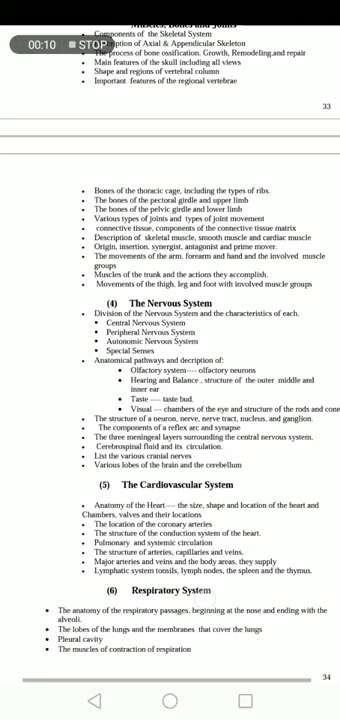 Muscles, Bones and Joints
• Components of the Skeletal System
00:10 STOP
ription of Axial & Appendicular Skeleton
The process of bone ossification. Growth, Remodeling,and repair
• Main features of the skull including all views
• Shape and regions of vertebral column
• Important features of the regional vertebrae
33
• Bones of the thoracic cage, including the types of ribs.
• The bones of the pectoral girdle and upper limb
• The bones of the pelvic girdle and lower limb
• Various types of joints and types of joint movement
• connective tissue, components of the connective tissue matrix
• Description of skeletal muscle, smooth muscle and cardiac muscle
• Origin, insertion. synergist, antagonist and prime mover.
• The movements of the arm, forearm and hand and the involved muscle
groups
• Muscles of the trunk and the actions they accomplish.
• Movements of the thigh, leg and foot with involved muscle groups
(4) The Nervous System
• Division of the Nervous System and the characteristics of each.
• Central Nervous System
• Peripheral Nervous System
• Autonomic Nervous System
• Special Senses
• Anatomical pathways and decription of:
• Olfactory system---- olfactory neurons
• Hearing and Balance , structure of the outer middle and
inner ear
• Taste ---- taste bud.
• Visual --- chambers of the eye and structure of the rods and cone
• The structure of a neuron, nerve, nerve tract, nucleus, and ganglion.
• The components of a reflex arc and synapse
• The three meningeal layers surrounding the central nervous system.
• Cerebrospinal fluid and its circulation.
• List the various cranial nerves
• Various lobes of the brain and the cerebellum
(5) The Cardiovascular System
• Anatomy of the Heart---- the size, shape and location of the heart and
Chambers, valves and their locations
• The location of the coronary arteries
• The structure of the conduction system of the heart.
• Pulmonary and systemic circulation
• The structure of arteries, capillaries and veins.
• Major arteries and veins and the body areas, they supply
• Lymphatic system tonsils, lymph nodes, the spleen and the thymus.
(6) Respiratory System
• The anatomy of the respiratory passages, beginning at the nose and ending with the
alveoli.
• The lobes of the lungs and the membranes that cover the lungs
• Pleural cavity
• The muscles of contraction of respiration
34